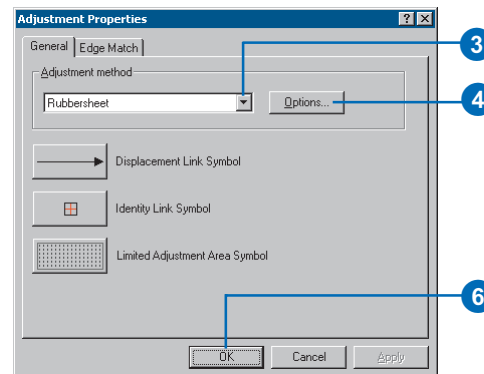 Adjustment Properties
General Edge Match
3
Adjustment method
Rubbersheet Options...
4
Displacement Link Symbol
Identity Link Symbol
Limited Adjustment Area Symbol
6
OK Cancel Apply